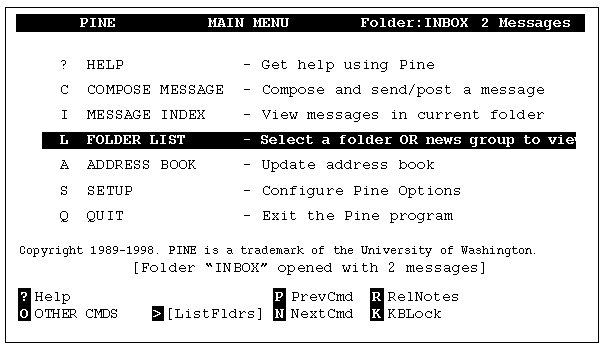 PINE MAIN MENU Folder:INBOX 2 Messages
? HELP - Get help using Pine
C COMPOSE MESSAGE - Compose and send/post a message
I MESSAGE INDEX - View messages in current folder
L FOLDER LIST - Select a folder OR news group to view
A ADDRESS BOOK - Update address book
S SETUP - Configure Pine Options
Q QUIT - Exit the Pine program
Copyright 1989-1998. PINE is a trademark of the University of Washington.
[Folder “INBOX” opened with 2 messages]
? Help P PrevCmd R RelNotes
O OTHER CMDS > [ListFldrs] N NextCmd K KBLock